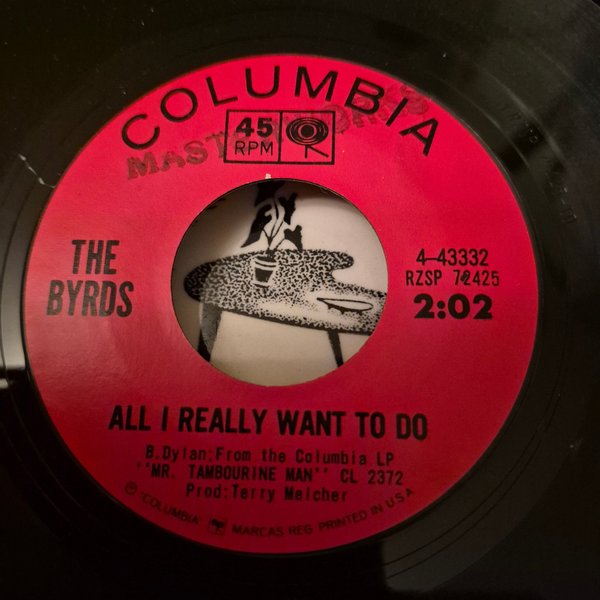 COLUMBIA
45
RPM
THE
BYRDS
4-43332
RZSP 72425
2:02
ALL I REALLY WANT TO DO
B. Dylan: From the Columbia LP
"MR. TAMBOURINE MAN" CL 2372
Prod: Terry Melcher
® "COLUMBIA" MARCAS REG. PRINTED IN U.S.A.